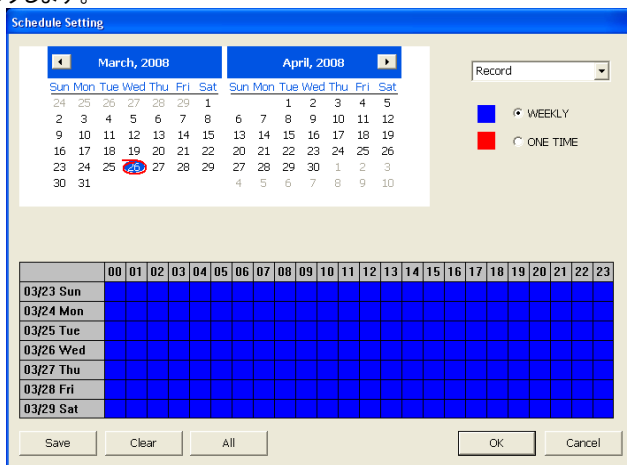 ます。
Schedule Setting
March, 2008 April, 2008
Sun Mon Tue Wed Thu Fri Sat Sun Mon Tue Wed Thu Fri Sat
24 25 26 27 28 29 1 1 2 3 4 5
2 3 4 5 6 7 8 6 7 8 9 10 11 12
9 10 11 12 13 14 15 13 14 15 16 17 18 19
16 17 18 19 20 21 22 20 21 22 23 24 25 26
23 24 25 26 27 28 29 27 28 29 30 1 2 3
30 31 4 5 6 7 8 9 10
Record
WEEKLY
ONE TIME
00 01 02 03 04 05 06 07 08 09 10 11 12 13 14 15 16 17 18 19 20 21 22 23
03/23 Sun
03/24 Mon
03/25 Tue
03/26 Wed
03/27 Thu
03/28 Fri
03/29 Sat
Save Clear All OK Cancel